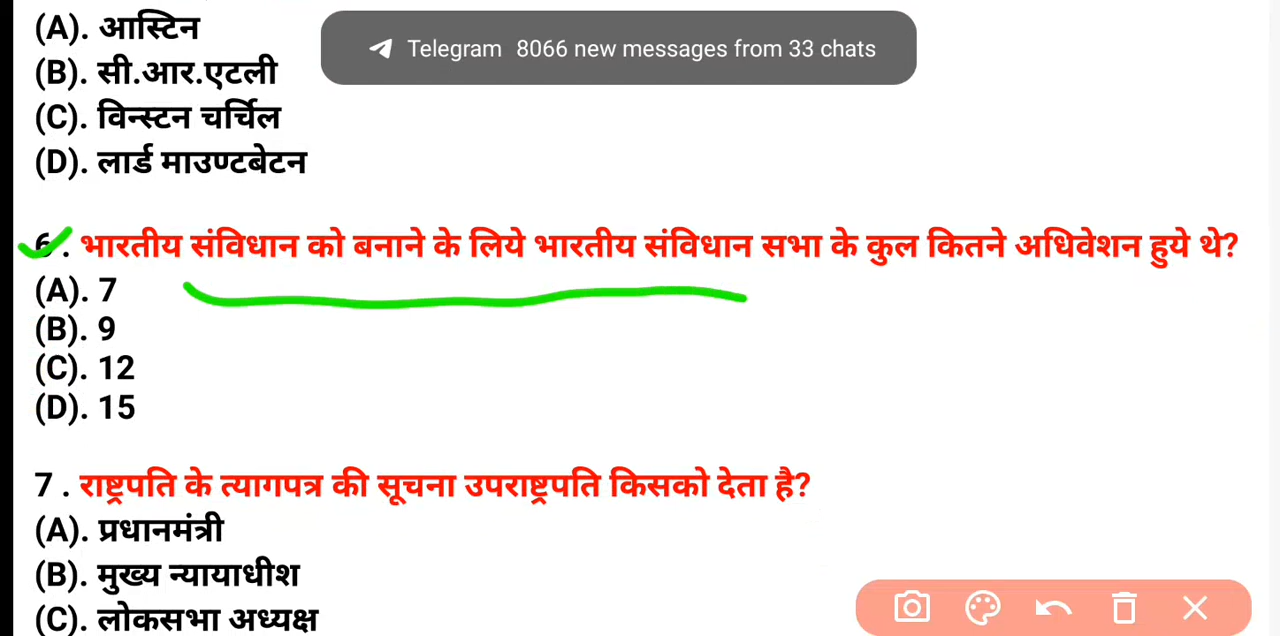 (A). आस्टिन
Telegram 8066 new messages from 33 chats
(B). सी.आर.एटली
(C). विन्स्टन चर्चिल
(D). लार्ड माउण्टबेटन
6 . भारतीय संविधान को बनाने के लिये भारतीय संविधान सभा के कुल कितने अधिवेशन हुये थे?
(A). 7
(B). 9
(C). 12
(D). 15
7 . राष्ट्रपति के त्यागपत्र की सूचना उपराष्ट्रपति किसको देता है?
(A). प्रधानमंत्री
(B). मुख्य न्यायाधीश
(C). लोकसभा अध्यक्ष